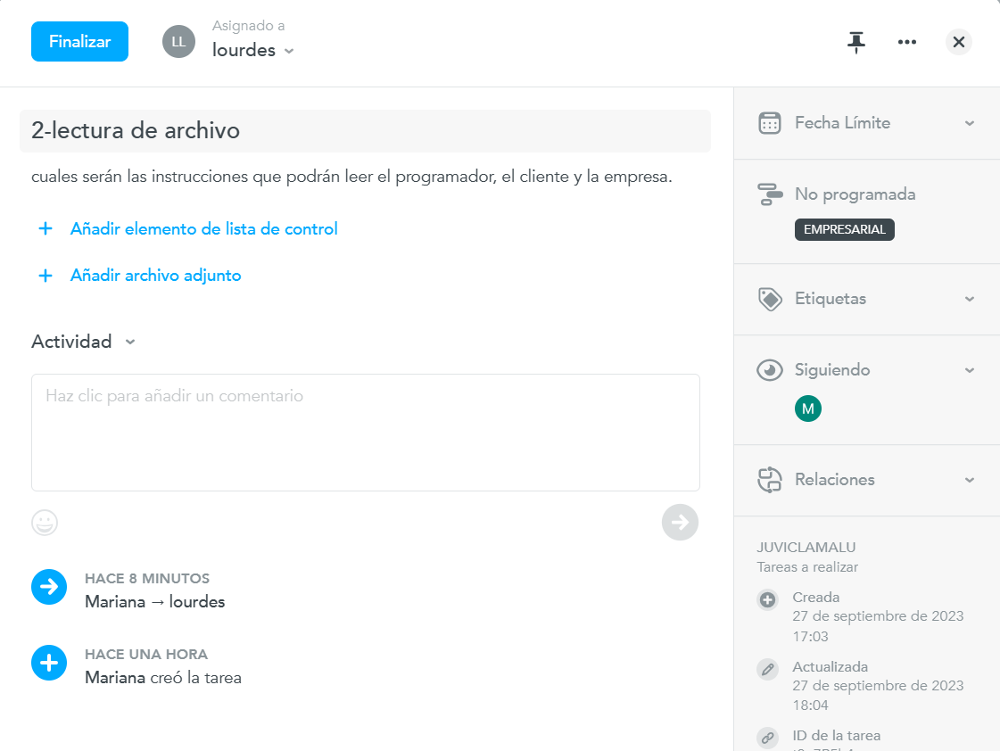 Finalizar
LL
Asignado a
lourdes
2-lectura de archivo
cuales serán las instrucciones que podrán leer el programador, el cliente y la empresa.
+ Añadir elemento de lista de control
+ Añadir archivo adjunto
Actividad
Haz clic para añadir un comentario
HACE 8 MINUTOS
Mariana → lourdes
HACE UNA HORA
Mariana creó la tarea
Fecha Límite
No programada
EMPRESARIAL
Etiquetas
Siguiendo
M
Relaciones
JUVICLAMALU
Tareas a realizar
Creada
27 de septiembre de 2023
17:03
Actualizada
27 de septiembre de 2023
18:04
ID de la tarea